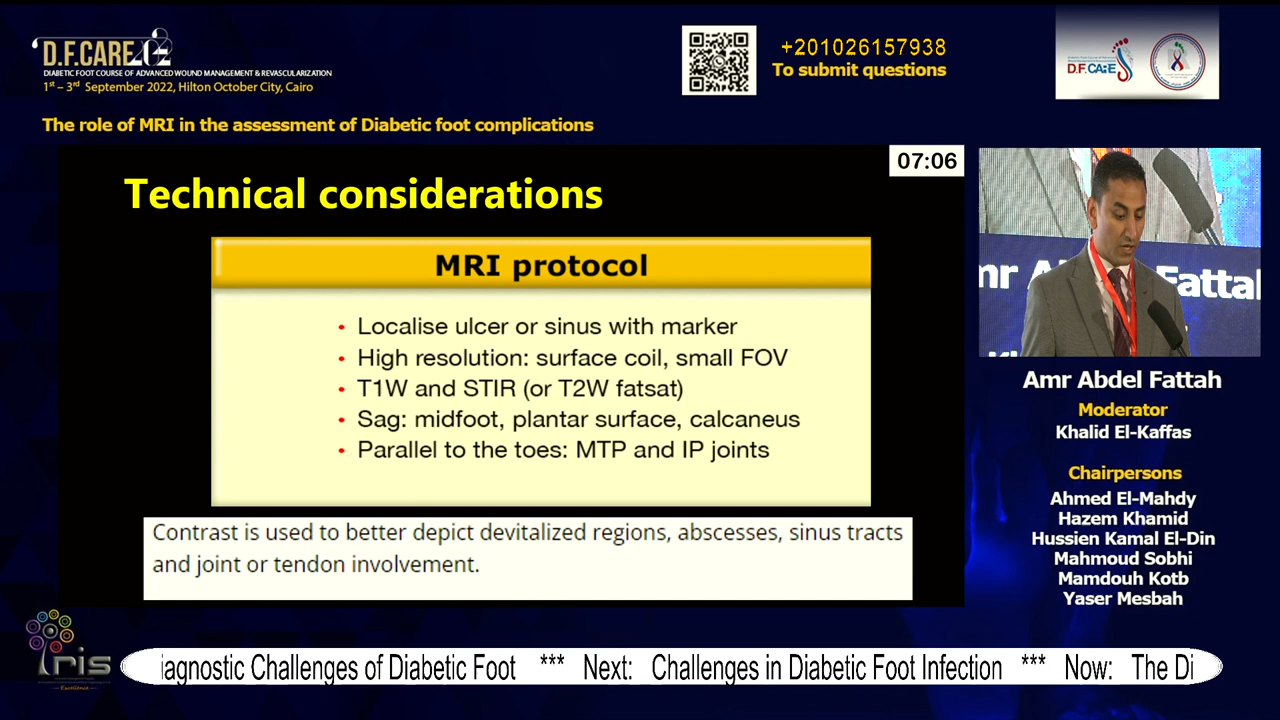 D.F.CARE
DIABETIC FOOT COURSE OF ADVANCED WOUND MANAGEMENT & REVASCULARIZATION
1st – 3rd September 2022, Hilton October City, Cairo
+201026157938
To submit questions
D.F.CARE
The role of MRI in the assessment of Diabetic foot complications
07:06
Technical considerations
MRI protocol
• Localise ulcer or sinus with marker
• High resolution: surface coil, small FOV
• T1W and STIR (or T2W fatsat)
• Sag: midfoot, plantar surface, calcaneus
• Parallel to the toes: MTP and IP joints
Contrast is used to better depict devitalized regions, abscesses, sinus tracts
and joint or tendon involvement.
Amr Abdel Fattah
Moderator
Khalid El-Kaffas
Chairpersons
Ahmed El-Mahdy
Hazem Khamid
Hussien Kamal El-Din
Mahmoud Sobhi
Mamdouh Kotb
Yaser Mesbah
iris
Excellence
iagnostic Challenges of Diabetic Foot *** Next: Challenges in Diabetic Foot Infection *** Now: The Di